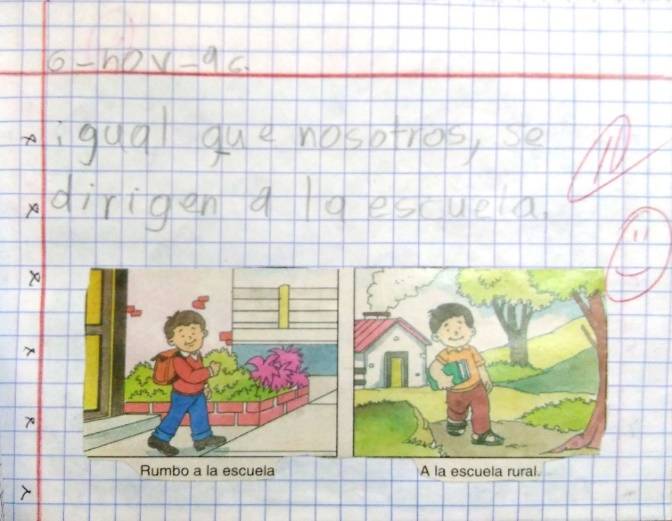 6-nov-96.
igual que nosotros, se
dirigen a la escuela.
Rumbo a la escuela
A la escuela rural.